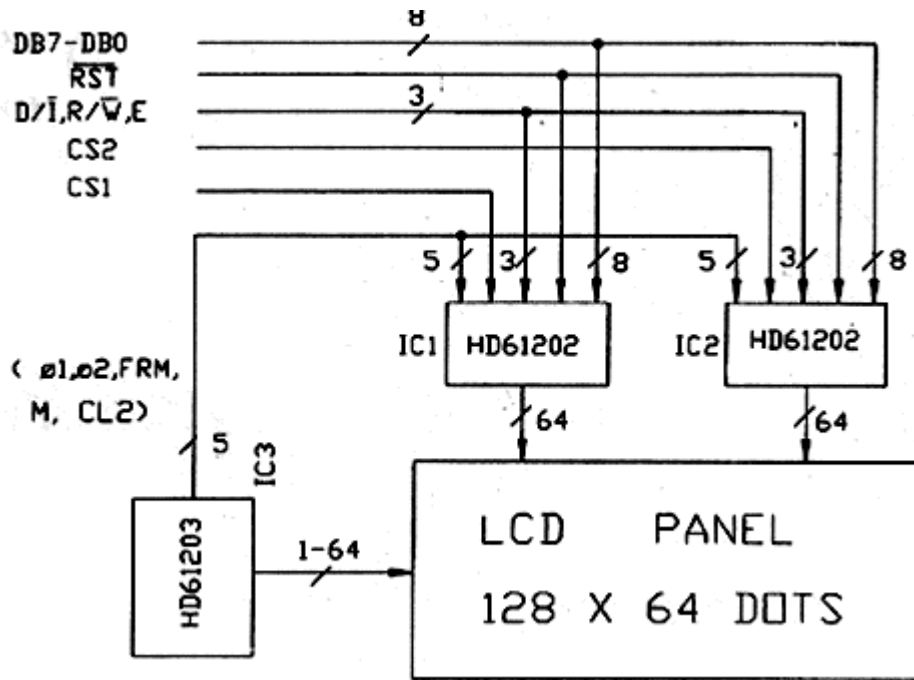 8
DB7-DB0
R̅S̅T̅
D/I̅,R/W̅,E 3
CS2
CS1
5 3 8 5 3 8
IC1 HD61202 IC2 HD61202
( ø1,ø2,FRM,
M, CL2)
64 64
5 IC3
LCD PANEL
HD61203 1-64
128 X 64 DOTS